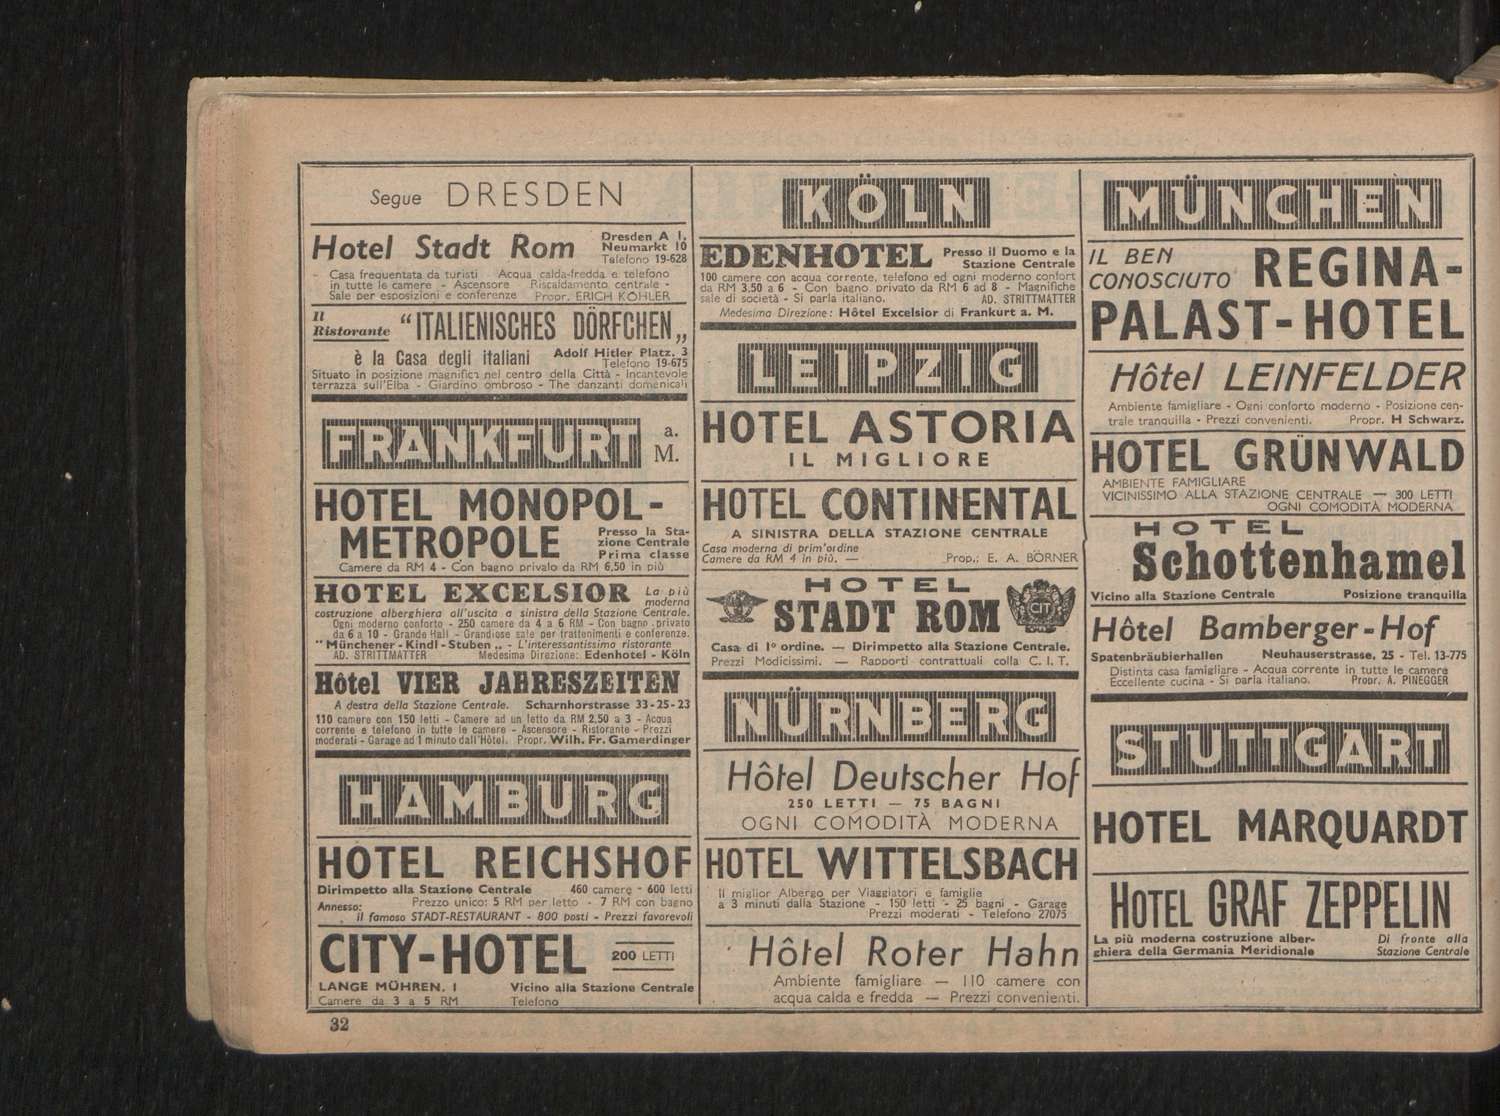 Segue DRESDEN
Hotel Stadt Rom
Dresden A 1,
Neumarkt 10
Telefono 19-628
Casa frequentata da turisti - Acqua calda-fredda e telefono
in tutte le camere - Ascensore - Riscaldamento centrale -
Sale per esposizioni e conferenze Propr. ERICH KÖHLER
Il
Ristorante
“ITALIENISCHES DÖRFCHEN„
è la Casa degli italiani
Adolf Hitler Platz. 3
Telefono 19-675
Situato in posizione magnifica nel centro della Città - Incantevole
terrazza sull'Elba - Giardino ombroso - The danzanti domenicali
FRANKFURT a. M.
HOTEL MONOPOL-
METROPOLE
Presso la Sta-
zione Centrale
Prima classe
Camere da RM 4 - Con bagno privato da RM 6,50 in più
HOTEL EXCELSIOR La più
moderna
costruzione alberghiera all'uscita a sinistra della Stazione Centrale.
Ogni moderno conforto - 250 camere da 4 a 6 RM - Con bagno privato
da 6 a 10 - Grande Hall - Grandiose sale per trattenimenti e conferenze.
"Münchener-Kindl-Stuben„ - L'interessantissimo ristorante
AD. STRITTMATTER Medesima Direzione: Edenhotel - Köln
Hôtel VIER JAHRESZEITEN
A destra della Stazione Centrale. Scharnhorstrasse 33-25-23
110 camere con 150 letti - Camere ad un letto da RM 2,50 a 3 - Acqua
corrente e telefono in tutte le camere - Ascensore - Ristorante - Prezzi
moderati - Garage ad 1 minuto dall'Hôtel. Propr. Wilh. Fr. Gamerdinger
HAMBURG
HOTEL REICHSHOF
Dirimpetto alla Stazione Centrale 460 camere - 600 letti
Prezzo unico: 5 RM per letto - 7 RM con bagno
Annesso:
il famoso STADT-RESTAURANT - 800 posti - Prezzi favorevoli
CITY-HOTEL 200 LETTI
LANGE MÜHREN, 1 Vicino alla Stazione Centrale
Camere da 3 a 5 RM Telefono
32
KÖLN
EDENHOTEL Presso il Duomo e la
Stazione Centrale
100 camere con acqua corrente, telefono ed ogni moderno confort
da RM 3,50 a 6 - Con bagno privato da RM 6 ad 8 - Magnifiche
sale di società - Si parla italiano. AD. STRITTMATTER
Medesima Direzione: Hôtel Excelsior di Frankurt a. M.
LEIPZIG
HOTEL ASTORIA
IL MIGLIORE
HOTEL CONTINENTAL
A SINISTRA DELLA STAZIONE CENTRALE
Casa moderna di prim'ordine
Camere da RM 4 in più. — Prop.: E. A. BÖRNER
HOTEL
STADT ROM
CIT
Casa di 1º ordine. — Dirimpetto alla Stazione Centrale.
Prezzi Modicissimi. — Rapporti contrattuali colla C. I. T.
NÜRNBERG
Hôtel Deutscher Hof
250 LETTI — 75 BAGNI
OGNI COMODITÀ MODERNA
HOTEL WITTELSBACH
Il miglior Albergo per Viaggiatori e famiglie
a 3 minuti dalla Stazione - 150 letti - 25 bagni - Garage
Prezzi moderati - Telefono 27075
Hôtel Roter Hahn
Ambiente famigliare — 110 camere con
acqua calda e fredda — Prezzi convenienti.
MÜNCHEN
IL BEN
CONOSCIUTO REGINA-
PALAST-HOTEL
Hôtel LEINFELDER
Ambiente famigliare - Ogni conforto moderno - Posizione cen-
trale tranquilla - Prezzi convenienti. Propr. H Schwarz.
HOTEL GRÜNWALD
AMBIENTE FAMIGLIARE
VICINISSIMO ALLA STAZIONE CENTRALE — 300 LETTI
OGNI COMODITÀ MODERNA
HOTEL
Schottenhamel
Vicino alla Stazione Centrale Posizione tranquilla
Hôtel Bamberger-Hof
Spatenbräubierhallen Neuhauserstrasse, 25 - Tel. 13-775
Distinta casa famigliare - Acqua corrente in tutte le camere
Eccellente cucina - Si parla italiano. Propr. A. PINEGGER
STUTTGART
HOTEL MARQUARDT
HOTEL GRAF ZEPPELIN
La più moderna costruzione alber-
ghiera della Germania Meridionale
Di fronte alla
Stazione Centrale